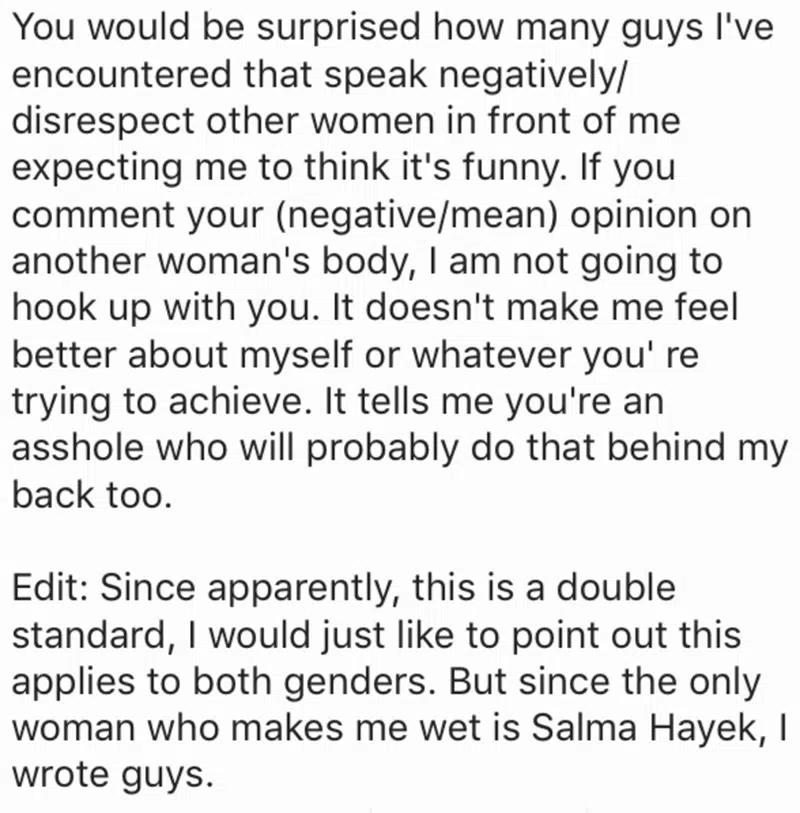 You would be surprised how many guys I've
encountered that speak negatively/
disrespect other women in front of me
expecting me to think it's funny. If you
comment your (negative/mean) opinion on
another woman's body, I am not going to
hook up with you. It doesn't make me feel
better about myself or whatever you' re
trying to achieve. It tells me you're an
asshole who will probably do that behind my
back too.
Edit: Since apparently, this is a double
standard, I would just like to point out this
applies to both genders. But since the only
woman who makes me wet is Salma Hayek, I
wrote guys.